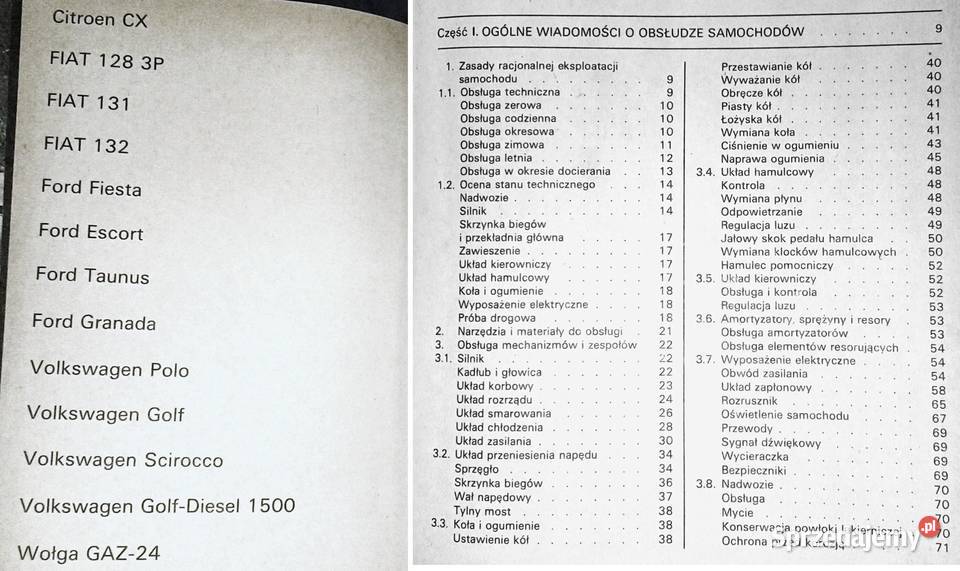 Citroen CX
FIAT 128 3P
FIAT 131
FIAT 132
Ford Fiesta
Ford Escort
Ford Taunus
Ford Granada
Volkswagen Polo
Volkswagen Golf
Volkswagen Scirocco
Volkswagen Golf-Diesel 1500
Wołga GAZ-24
Część I. OGÓLNE WIADOMOŚCI O OBSŁUDZE SAMOCHODÓW . . . . . . . 9
1. Zasady racjonalnej eksploatacji
samochodu . . . . . . . 9
1.1. Obsługa techniczna . . . . . 9
Obsługa zerowa . . . . . . 10
Obsługa codzienna . . . . . 10
Obsługa okresowa . . . . . 10
Obsługa zimowa . . . . . . 11
Obsługa letnia . . . . . . 12
Obsługa w okresie docierania . . 13
1.2. Ocena stanu technicznego . . . 14
Nadwozie . . . . . . . . 14
Silnik . . . . . . . . . 14
Skrzynka biegów
i przekładnia główna . . . . . 17
Zawieszenie . . . . . . . 17
Układ kierowniczy . . . . . 17
Układ hamulcowy . . . . . 17
Koła i ogumienie . . . . . 18
Wyposażenie elektryczne . . . . 18
Próba drogowa . . . . . . 18
2. Narzędzia i materiały do obsługi . 21
3. Obsługa mechanizmów i zespołów 22
3.1. Silnik . . . . . . . . . 22
Kadłub i głowica . . . . . 22
Układ korbowy . . . . . . 23
Układ rozrządu . . . . . . 24
Układ smarowania . . . . . 26
Układ chłodzenia . . . . . 28
Układ zasilania . . . . . . 30
3.2. Układ przeniesienia napędu . . . 34
Sprzęgło . . . . . . . . 34
Skrzynka biegów . . . . . . 36
Wał napędowy . . . . . . . 37
Tylny most . . . . . . . 38
3.3. Koła i ogumienie . . . . . 38
Ustawienie kół . . . . . . 38
Przestawianie kół . . . . . . 40
Wyważanie kół . . . . . . 40
Obręcze kół . . . . . . . 40
Piasty kół . . . . . . . . 41
Łożyska kół . . . . . . . 41
Wymiana koła . . . . . . 41
Ciśnienie w ogumieniu . . . . 43
Naprawa ogumienia . . . . . 45
3.4. Układ hamulcowy . . . . . 48
Kontrola . . . . . . . . 48
Wymiana płynu . . . . . . 48
Odpowietrzanie . . . . . . 49
Regulacja luzu . . . . . . 49
Jałowy skok pedału hamulca . . 50
Wymiana klocków hamulcowych . 50
Hamulec pomocniczy . . . . 52
3.5. Układ kierowniczy . . . . . 52
Obsługa i kontrola . . . . . 52
Regulacja luzu . . . . . . 53
3.6. Amortyzatory, sprężyny i resory . 53
Obsługa amortyzatorów . . . . 53
Obsługa elementów resorujących . 54
3.7. Wyposażenie elektryczne . . . . 54
Obwód zasilania . . . . . . 54
Układ zapłonowy . . . . . . 58
Rozrusznik . . . . . . . 65
Oświetlenie samochodu . . . . 67
Przewody . . . . . . . . 69
Sygnał dźwiękowy . . . . . 69
Wycieraczka . . . . . . . 69
Bezpieczniki . . . . . . . 69
3.8. Nadwozie . . . . . . . . 70
Obsługa . . . . . . . . 70
Mycie . . . . . . . . . 70
Konserwacja powłoki lakierniczej 70
Ochrona przed korozją . . . 71
Sprzedajemy.pl